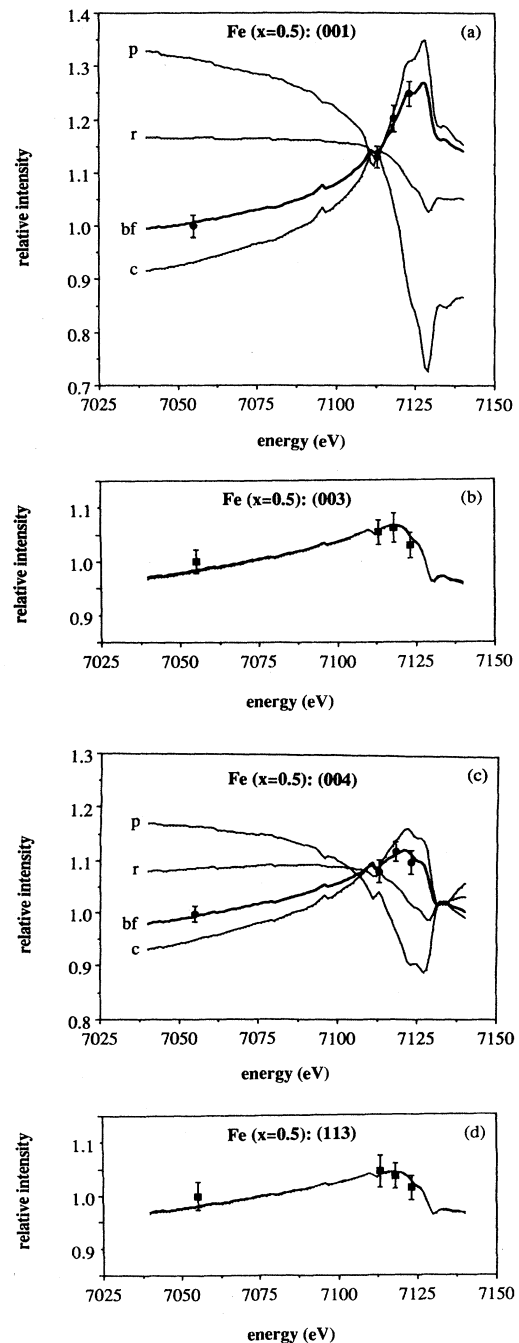 Fe (x=0.5): (001)
(a)
relative intensity
1.4
1.3
1.2
1.1
1.0
0.9
0.8
0.7
p
r
bf
c
7025 7050 7075 7100 7125 7150
energy (eV)
Fe (x=0.5): (003)
(b)
relative intensity
1.1
1.0
0.9
7025 7050 7075 7100 7125 7150
energy (eV)
Fe (x=0.5): (004)
(c)
relative intensity
1.3
1.2
1.1
1.0
0.9
0.8
p
r
bf
c
7025 7050 7075 7100 7125 7150
energy (eV)
Fe (x=0.5): (113)
(d)
relative intensity
1.1
1.0
0.9
7025 7050 7075 7100 7125 7150
energy (eV)